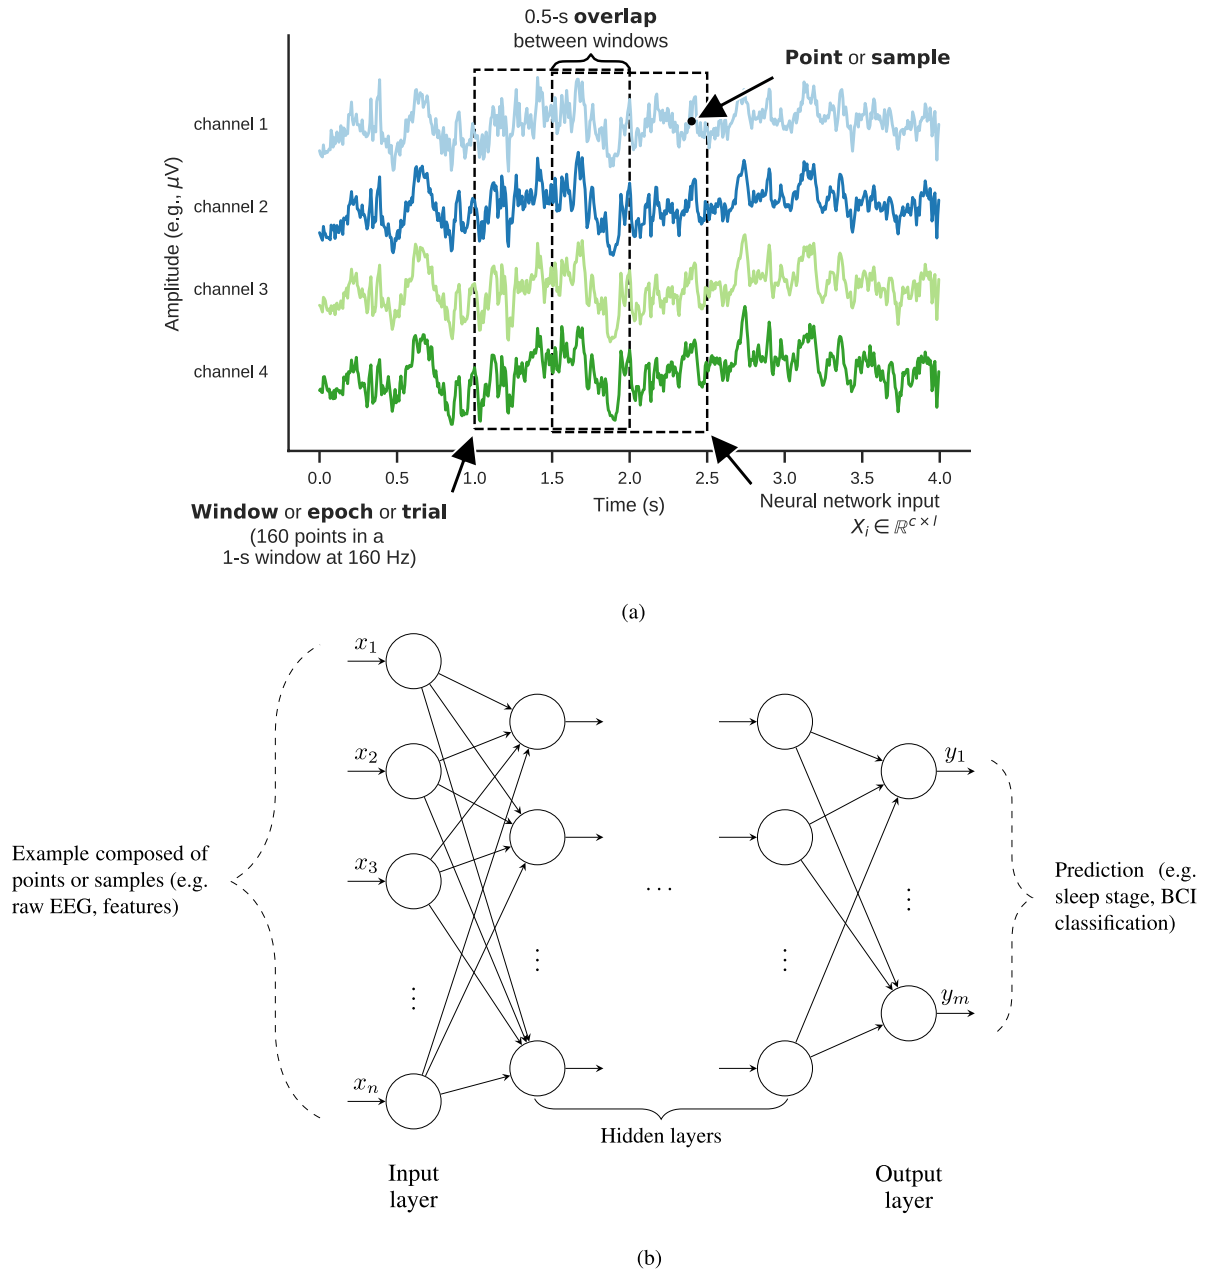 0.5-s overlap
between windows
Point or sample
channel 1
channel 2
channel 3
channel 4
Amplitude (e.g., μV)
0.0 0.5 1.0 1.5 2.0 2.5 3.0 3.5 4.0
Time (s)
Window or epoch or trial
(160 points in a
1-s window at 160 Hz)
Neural network input
X_i ∈ ℝ^{c × l}
(a)
x_1
x_2
x_3
⋮
x_n
Example composed of
points or samples (e.g.
raw EEG, features)
⋮
. . .
⋮
y_1
⋮
y_m
Prediction (e.g.
sleep stage, BCI
classification)
Hidden layers
Input
layer
Output
layer
(b)